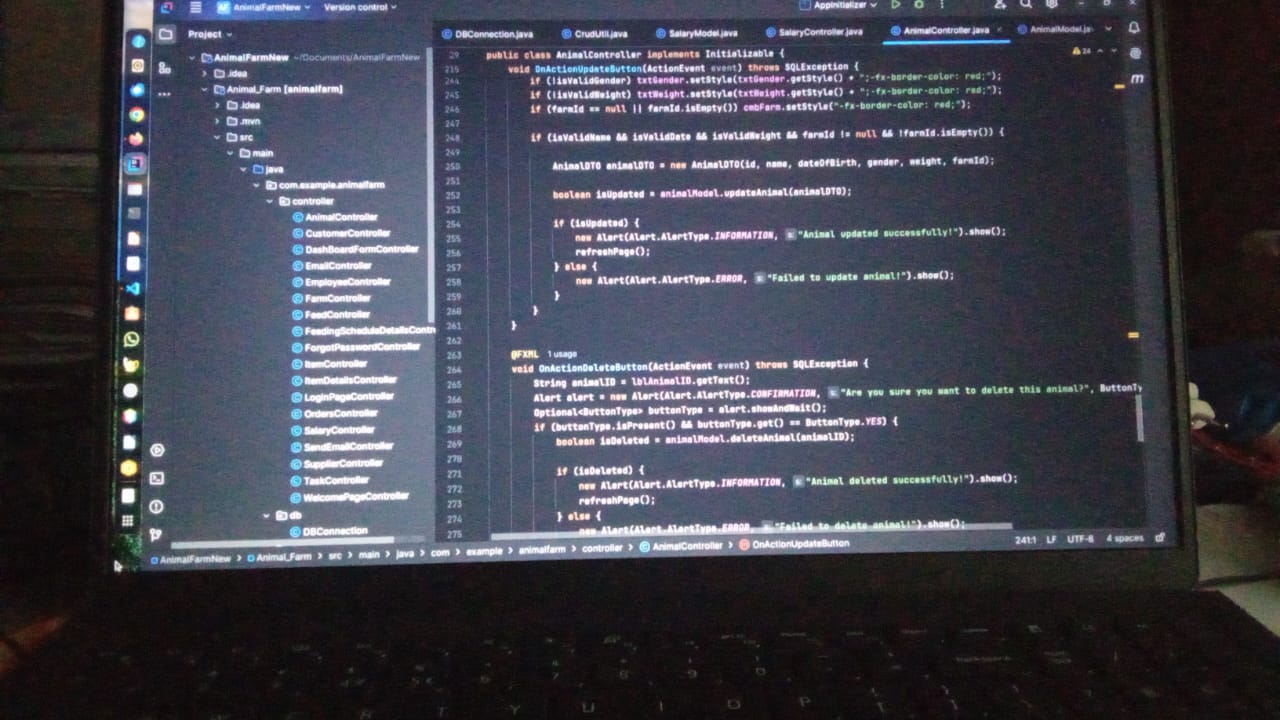 AF AnimalFarmNew Version control AppInitializer
Project
DBConnection.java CrudUtil.java SalaryModel.java SalaryController.java AnimalController.java AnimalModel.ja
AnimalFarmNew ~/Documents/AnimalFarmNew
.idea
Animal_Farm [animalfarm]
.idea
.mvn
src
main
java
com.example.animalfarm
controller
AnimalController
CustomerController
DashBoardFormController
EmailController
EmployeeController
FarmController
FeedController
FeedingScheduleDetailsContr
ForgotPasswordController
ItemController
ItemDetailsController
LoginPageController
OrdersController
SalaryController
SendEmailController
SupplierController
TaskController
WelcomePageController
db
DBConnection
24
29 public class AnimalController implements Initializable {
215 void OnActionUpdateButton(ActionEvent event) throws SQLException {
244 if (!isValidGender) txtGender.setStyle(txtGender.getStyle() + ";-fx-border-color: red;");
245 if (!isValidWeight) txtWeight.setStyle(txtWeight.getStyle() + ";-fx-border-color: red;");
246 if (farmId == null || farmId.isEmpty()) cmbFarm.setStyle("-fx-border-color: red;");
247
248 if (isValidName && isValidDate && isValidWeight && farmId != null && !farmId.isEmpty()) {
249
250 AnimalDTO animalDTO = new AnimalDTO(id, name, dateOfBirth, gender, weight, farmId);
251
252 boolean isUpdated = animalModel.updateAnimal(animalDTO);
253
254 if (isUpdated) {
255 new Alert(Alert.AlertType.INFORMATION, s: "Animal updated successfully!").show();
256 refreshPage();
257 } else {
258 new Alert(Alert.AlertType.ERROR, s: "Failed to update animal!").show();
259 }
260 }
261 }
262
263 @FXML 1 usage
264 void OnActionDeleteButton(ActionEvent event) throws SQLException {
265 String animalID = lblAnimalID.getText();
266 Alert alert = new Alert(Alert.AlertType.CONFIRMATION, s: "Are you sure you want to delete this animal?", ButtonTy
267 Optional<ButtonType> buttonType = alert.showAndWait();
268 if (buttonType.isPresent() && buttonType.get() == ButtonType.YES) {
269 boolean isDeleted = animalModel.deleteAnimal(animalID);
270
271 if (isDeleted) {
272 new Alert(Alert.AlertType.INFORMATION, s: "Animal deleted successfully!").show();
273 refreshPage();
274 } else {
275 new Alert(Alert.AlertType.ERROR, s: "Failed to delete animal!").show();
AnimalFarmNew > Animal_Farm > src > main > java > com > example > animalfarm > controller > AnimalController > OnActionUpdateButton 241:1 LF UTF-8 4 spaces
T Y U I O P